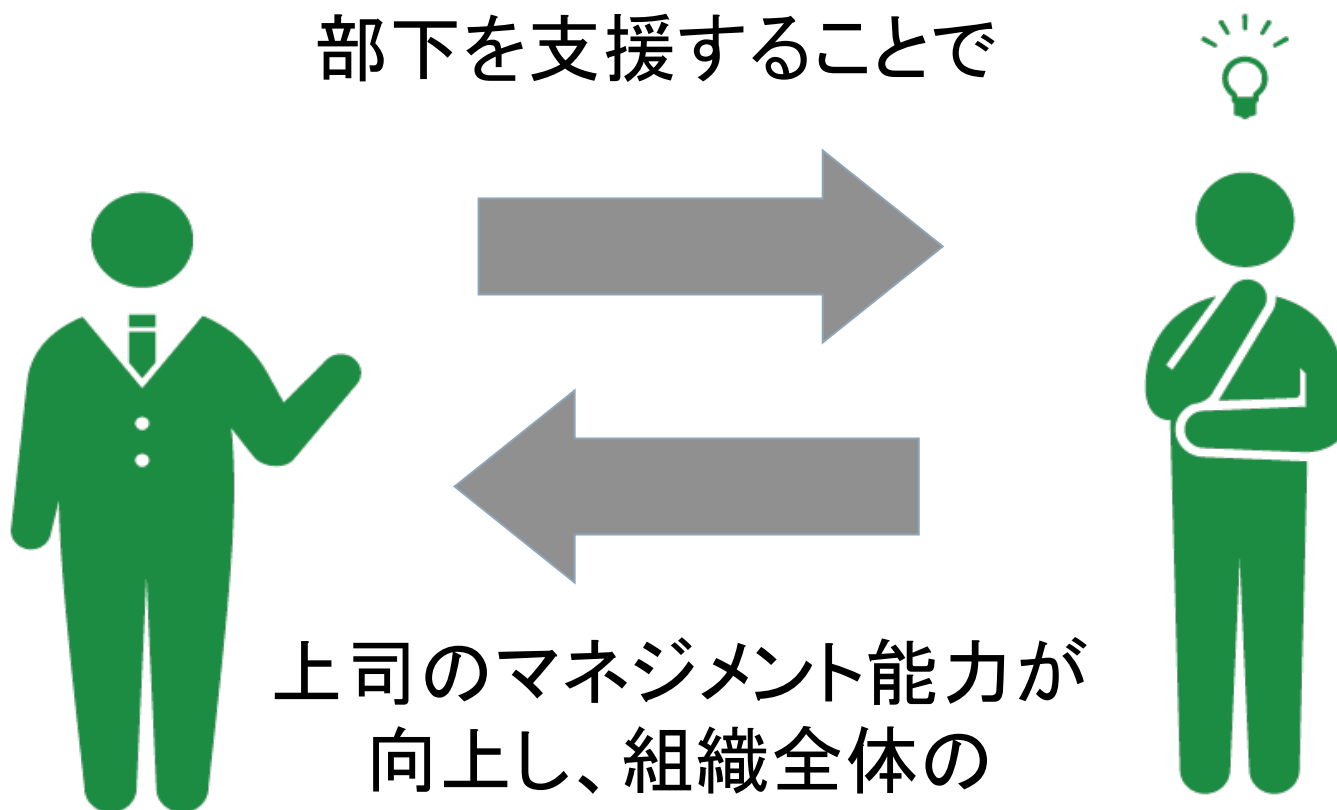 部下を支援することで
上司のマネジメント能力が
向上し、組織全体の